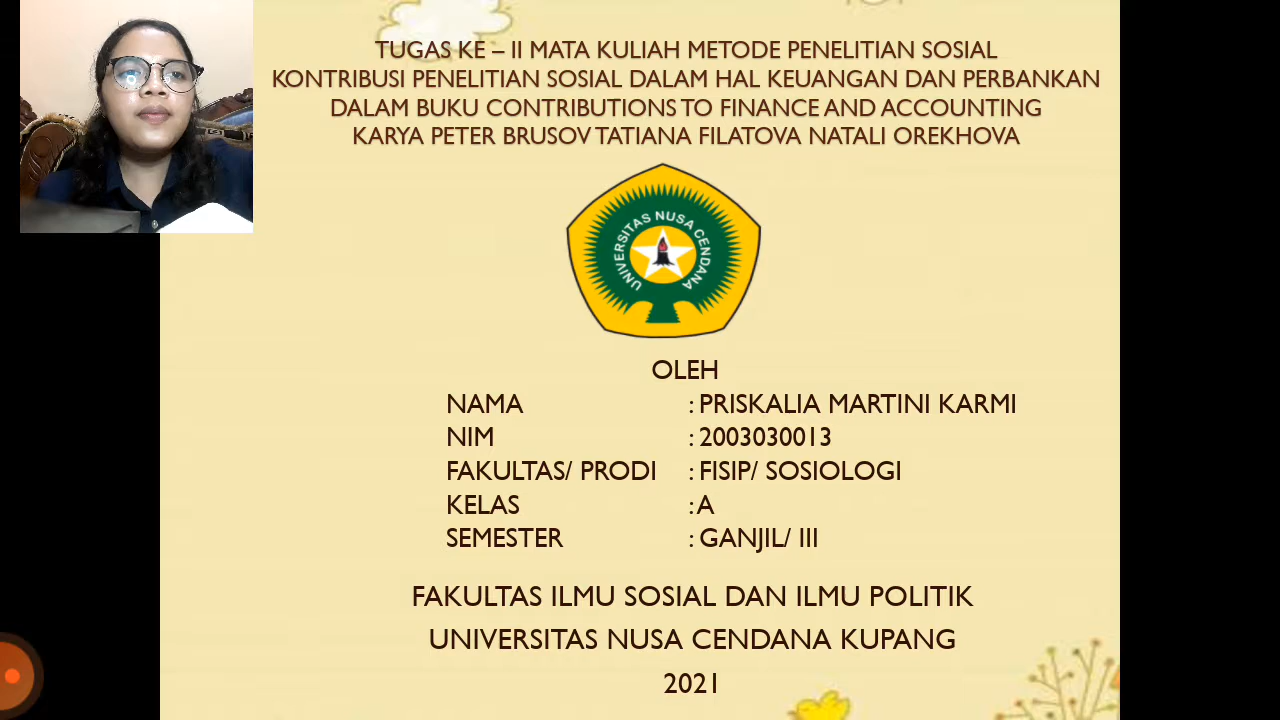 TUGAS KE – II MATA KULIAH METODE PENELITIAN SOSIAL
KONTRIBUSI PENELITIAN SOSIAL DALAM HAL KEUANGAN DAN PERBANKAN
DALAM BUKU CONTRIBUTIONS TO FINANCE AND ACCOUNTING
KARYA PETER BRUSOV TATIANA FILATOVA NATALI OREKHOVA
UNIVERSITAS NUSA CENDANA
OLEH
NAMA : PRISKALIA MARTINI KARMI
NIM : 2003030013
FAKULTAS/ PRODI : FISIP/ SOSIOLOGI
KELAS : A
SEMESTER : GANJIL/ III
FAKULTAS ILMU SOSIAL DAN ILMU POLITIK
UNIVERSITAS NUSA CENDANA KUPANG
2021